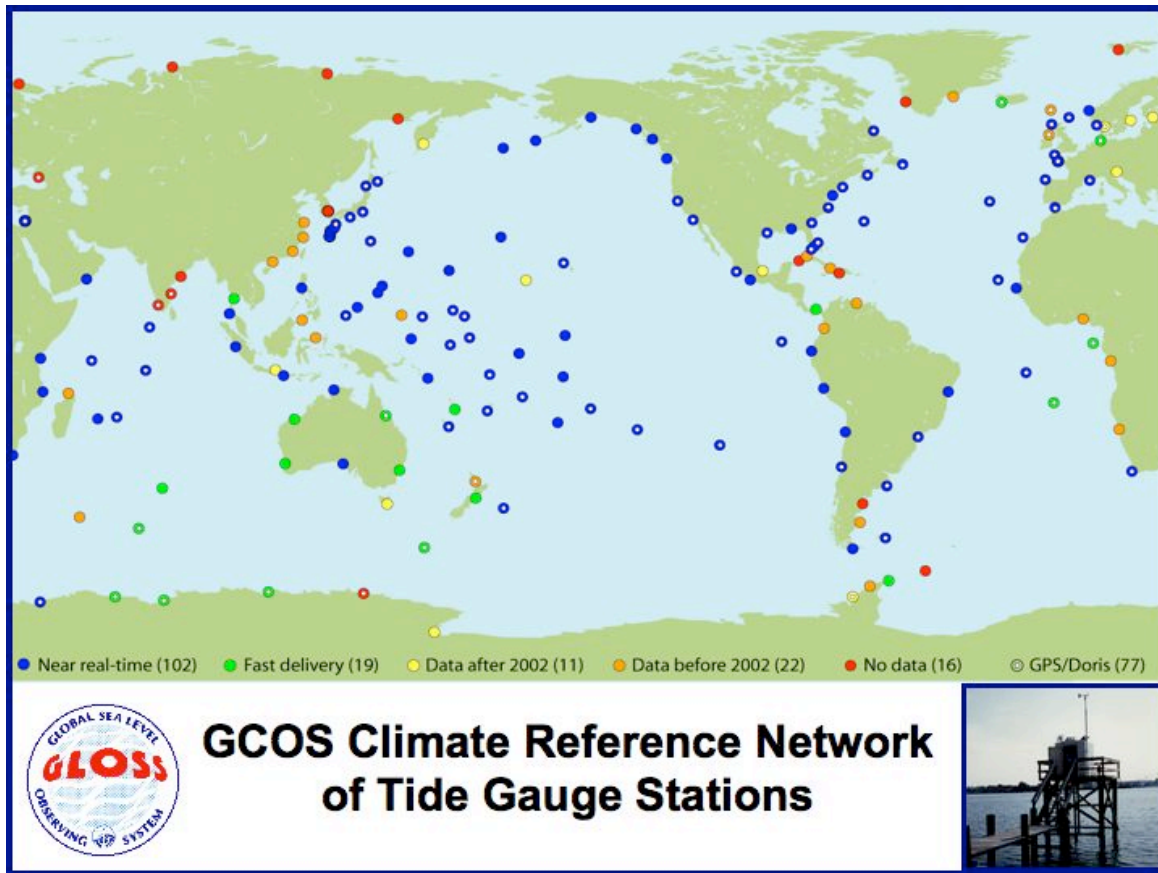 Near real-time (102)
Fast delivery (19)
Data after 2002 (11)
Data before 2002 (22)
No data (16)
GPS/Doris (77)
GLOBAL SEA LEVEL
GLOSS
OBSERVING SYSTEM
GCOS Climate Reference Network
of Tide Gauge Stations